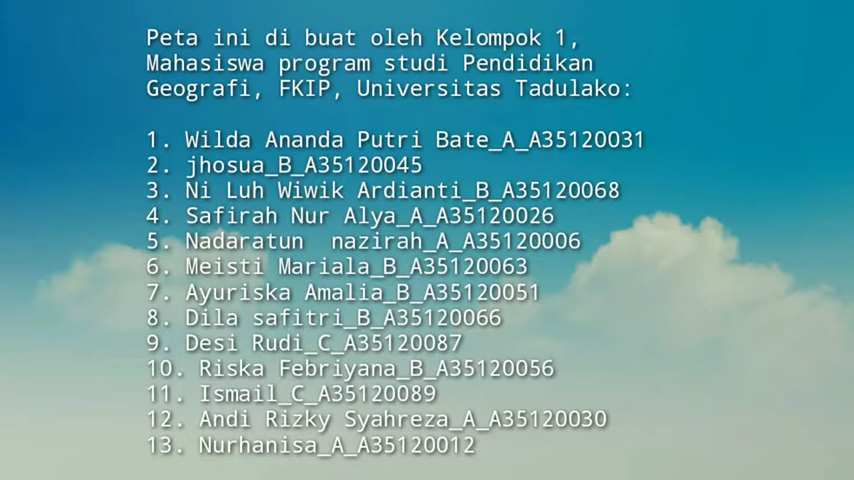 Peta ini di buat oleh Kelompok 1,
Mahasiswa program studi Pendidikan
Geografi, FKIP, Universitas Tadulako:
1. Wilda Ananda Putri Bate_A_A35120031
2. jhosua_B_A35120045
3. Ni Luh Wiwik Ardianti_B_A35120068
4. Safirah Nur Alya_A_A35120026
5. Nadaratun  nazirah_A_A35120006
6. Meisti Mariala_B_A35120063
7. Ayuriska Amalia_B_A35120051
8. Dila safitri_B_A35120066
9. Desi Rudi_C_A35120087
10. Riska Febriyana_B_A35120056
11. Ismail_C_A35120089
12. Andi Rizky Syahreza_A_A35120030
13. Nurhanisa_A_A35120012